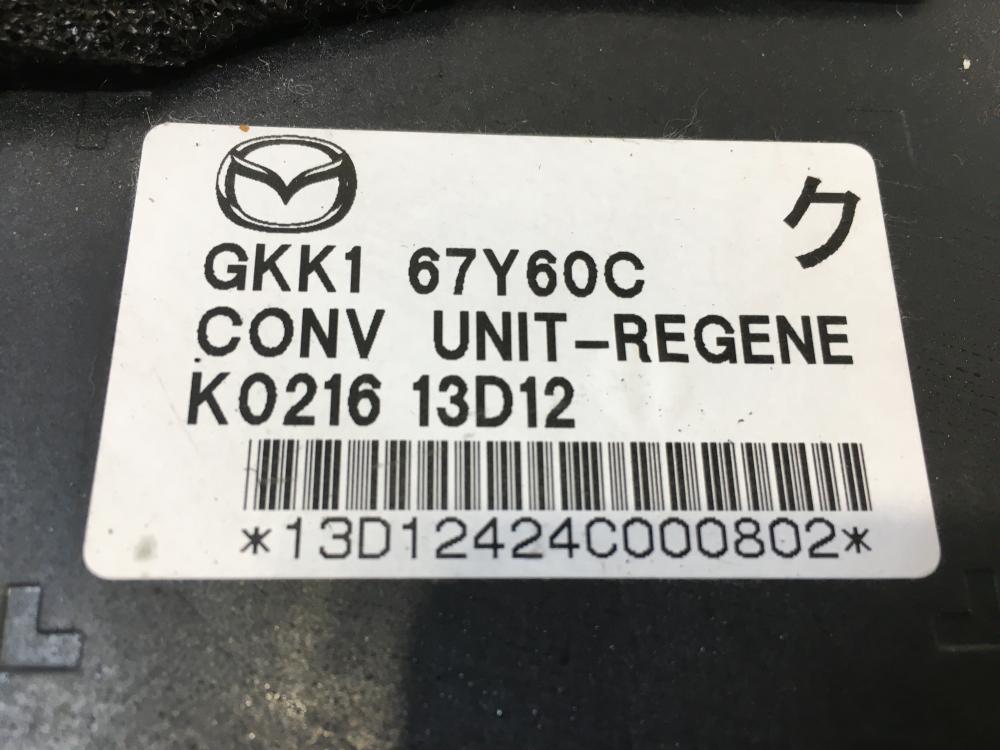 ク
GKK1 67Y60C
CONV UNIT-REGENE
K0216 13D12
*13D12424C000802*